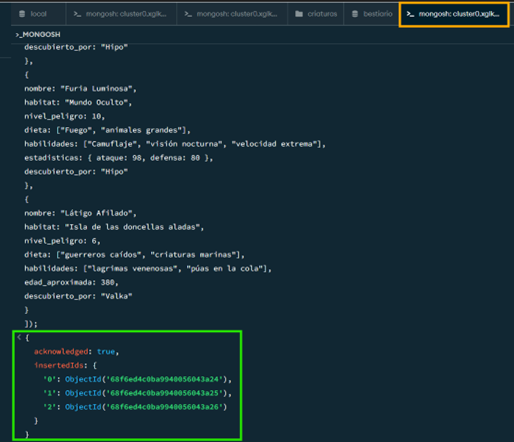 local
>_ mongosh: cluster0.xglk...
>_ mongosh: cluster0.xglk...
criaturas
bestiario
>_ mongosh: cluster0.xglk...
>_MONGOSH
descubierto_por: "Hipo"
},
{
nombre: "Furia Luminosa",
habitat: "Mundo Oculto",
nivel_peligro: 10,
dieta: ["Fuego", "animales grandes"],
habilidades: ["Camuflaje", "visión nocturna", "velocidad extrema"],
estadisticas: { ataque: 98, defensa: 80 },
descubierto_por: "Hipo"
},
{
nombre: "Látigo Afilado",
habitat: "Isla de las doncellas aladas",
nivel_peligro: 6,
dieta: ["guerreros caídos", "criaturas marinas"],
habilidades: ["lagrimas venenosas", "púas en la cola"],
edad_aproximada: 380,
descubierto_por: "Valka"
}
]);
< {
acknowledged: true,
insertedIds: {
'0': ObjectId('68f6ed4c0ba9940056043a24'),
'1': ObjectId('68f6ed4c0ba9940056043a25'),
'2': ObjectId('68f6ed4c0ba9940056043a26')
}
}